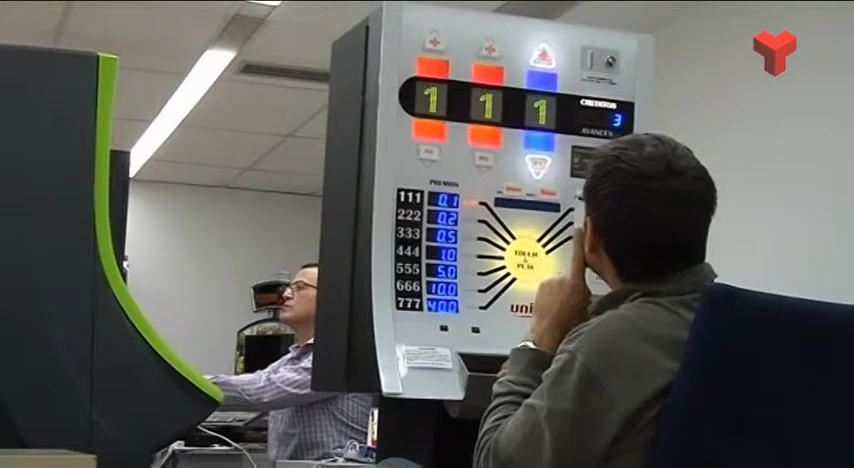 1 1 1
CREDITOS
3
AVANCES
PREMIOS
111 0.1
222 0.2
333 0.5
444 1.0
555 5.0
666 10.0
777 40.0
TOUCH
&
PLAY
uni